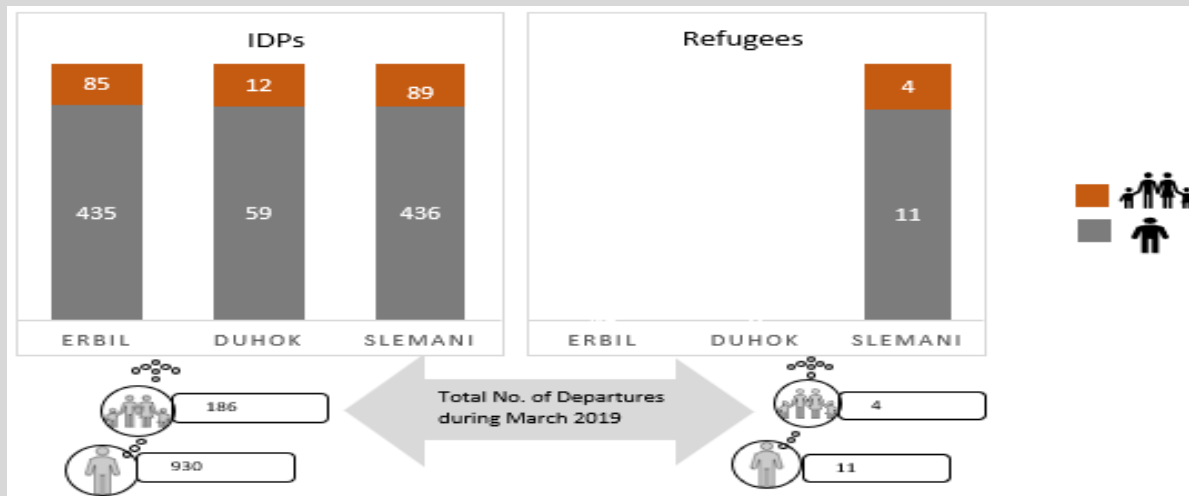 IDPs
85
12
89
435
59
436
ERBIL
DUHOK
SLEMANI
Refugees
4
11
ERBIL
DUHOK
SLEMANI
Total No. of Departures
during March 2019
186
930
4
11